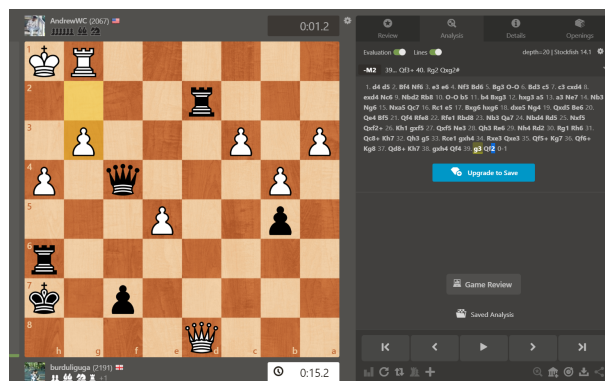 AndrewWC (2067)
0:01.2
Review
Analysis
Details
Openings
Evaluation
Lines
depth=20 | Stockfish 14.1
-M2 39... Qf3+ 40. Rg2 Qxg2#
1. d4 d5 2. Bf4 Nf6 3. e3 e6 4. Nf3 Bd6 5. Bg3 O-O 6. Bd3 c5 7. c3 cxd4 8.
exd4 Nc6 9. Nbd2 Rb8 10. O-O b5 11. b4 Bxg3 12. hxg3 a5 13. a3 Ne7 14. Nb3
Ng6 15. Nxa5 Qc7 16. Rc1 e5 17. Bxg6 hxg6 18. dxe5 Ng4 19. Qxd5 Be6 20.
Qe4 Bf5 21. Qf4 Rfe8 22. Rfe1 Rbd8 23. Nb3 Qa7 24. Nbd4 Rd5 25. Nxf5
Qxf2+ 26. Kh1 gxf5 27. Qxf5 Ne3 28. Qh3 Re6 29. Nh4 Rd2 30. Rg1 Rh6 31.
Qc8+ Kh7 32. Qh3 g5 33. Rce1 gxh4 34. Rxe3 Qxe3 35. Qf5+ Kg7 36. Qf6+
Kg8 37. Qd8+ Kh7 38. gxh4 Qf4 39. g3 Qf2 0-1
Upgrade to Save
Game Review
Saved Analysis
1
2
3
4
5
6
7
8
h g f e d c b a
burduliguga (2191)
+1
0:15.2